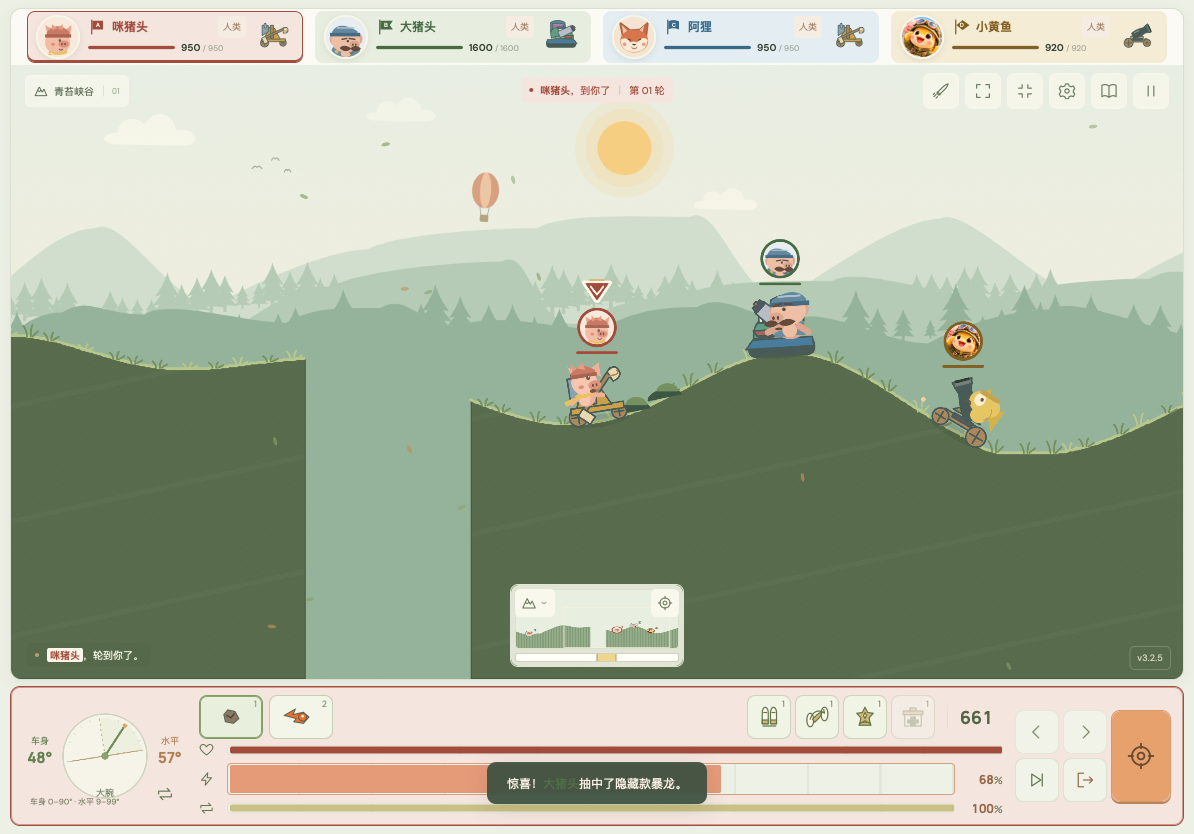 A 咪猪头 人类
950 / 950
B 大猪头 人类
1600 / 1600
C 阿狸 人类
950 / 950
D 小黄鱼 人类
920 / 920
青苔峡谷 01
咪猪头，到你了 第 01 轮
咪猪头，轮到你了。
v3.2.5
车身
48°
水平
57°
大腕
车身 0–90° · 水平 9–99°
1
2
1
1
1
1
661
68%
惊喜！大猪头抽中了隐藏款暴龙。
100%